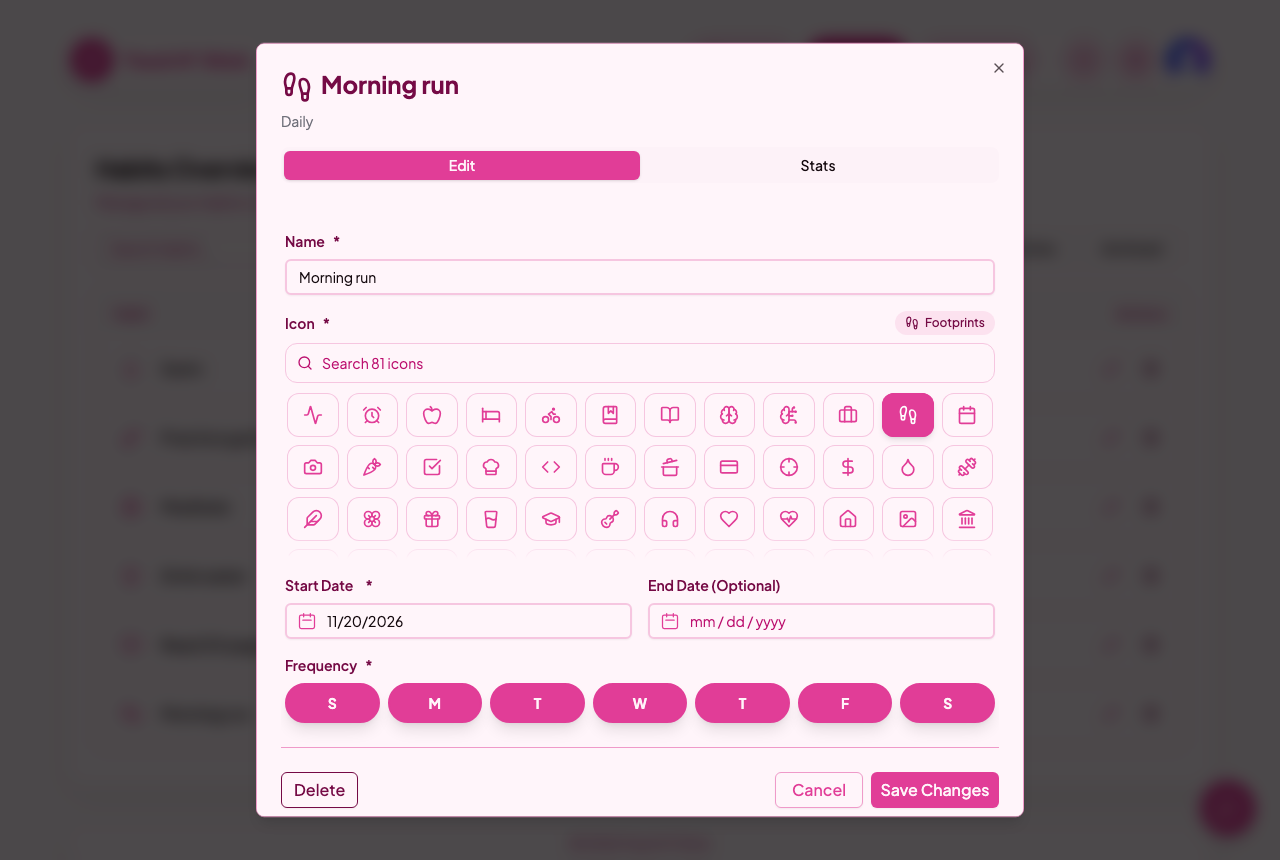 Morning run
Daily
Edit Stats
Name *
Morning run
Icon * Footprints
Search 81 icons
Start Date * End Date (Optional)
11/20/2026 mm / dd / yyyy
Frequency *
S M T W T F S
Delete Cancel Save Changes